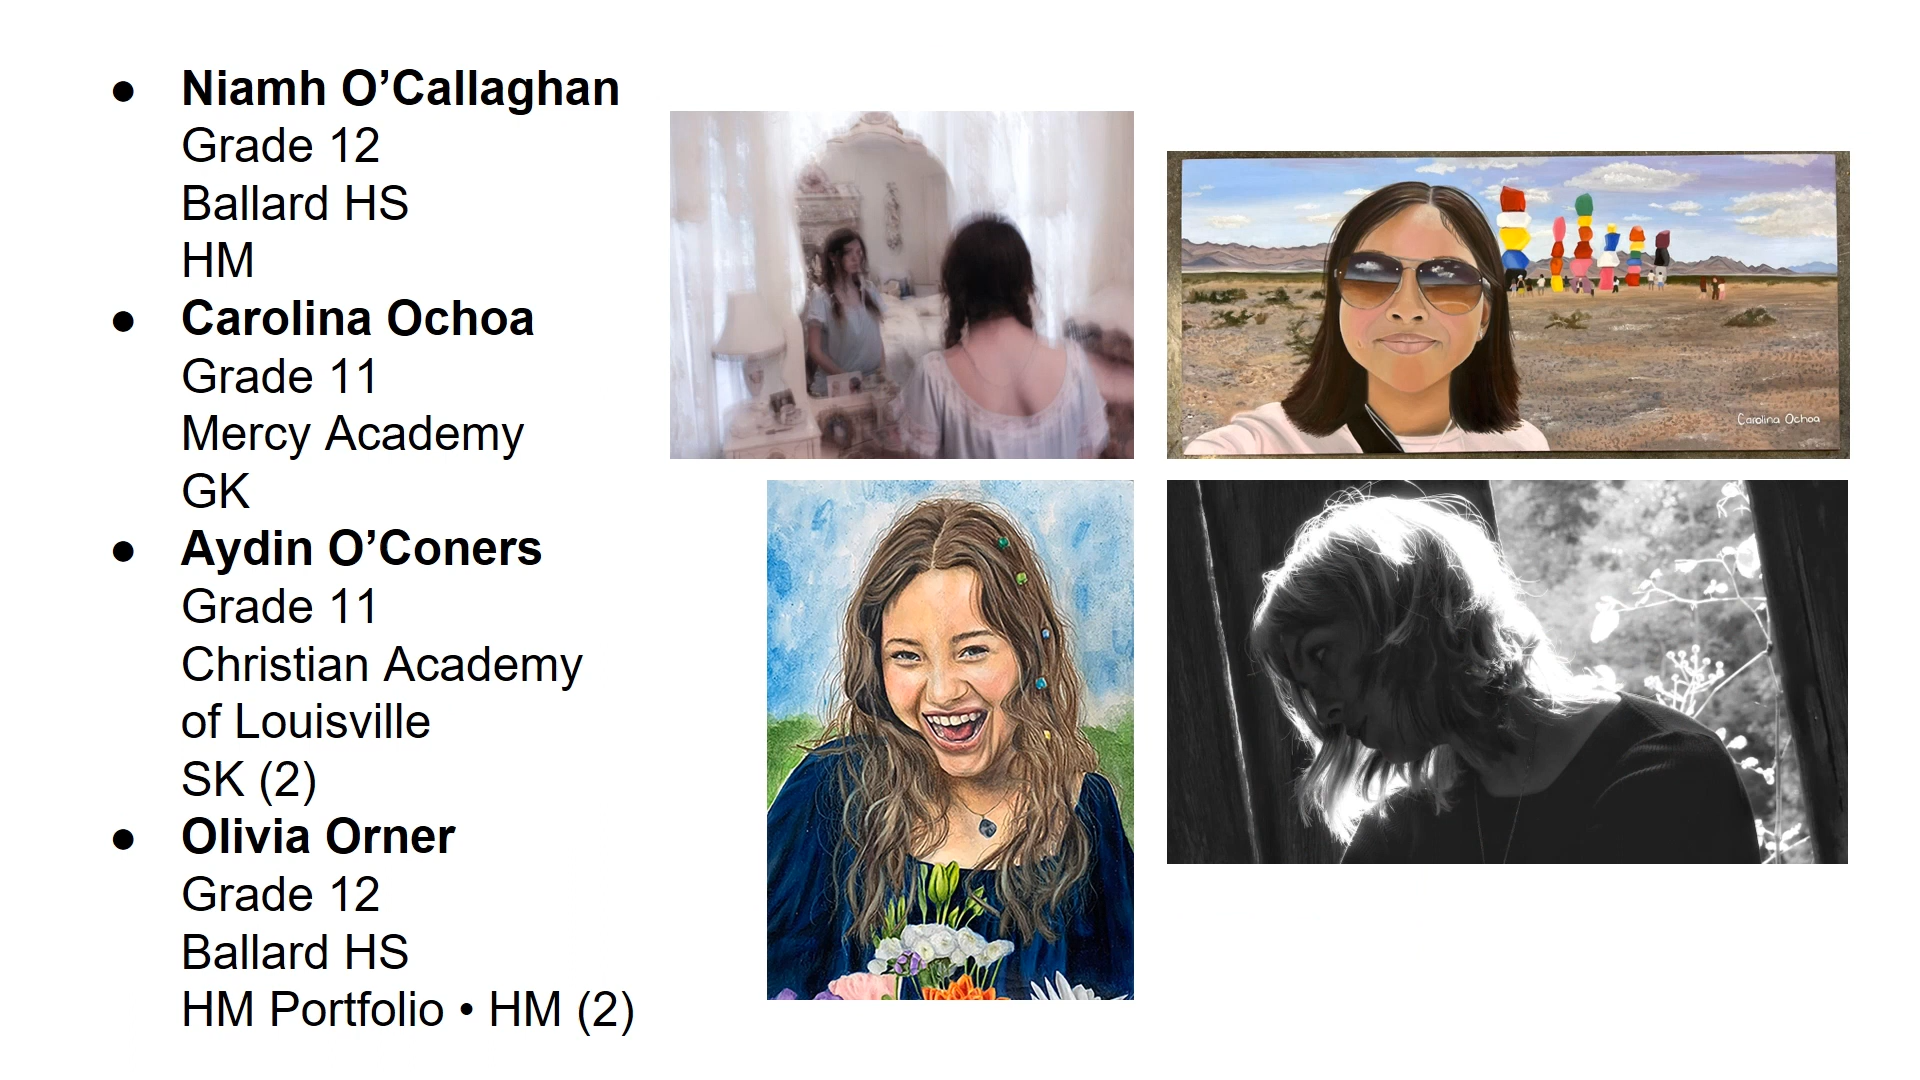 ● Niamh O’Callaghan
Grade 12
Ballard HS
HM
● Carolina Ochoa
Grade 11
Mercy Academy
GK
● Aydin O’Coners
Grade 11
Christian Academy
of Louisville
SK (2)
● Olivia Orner
Grade 12
Ballard HS
HM Portfolio • HM (2)
Carolina Ochoa